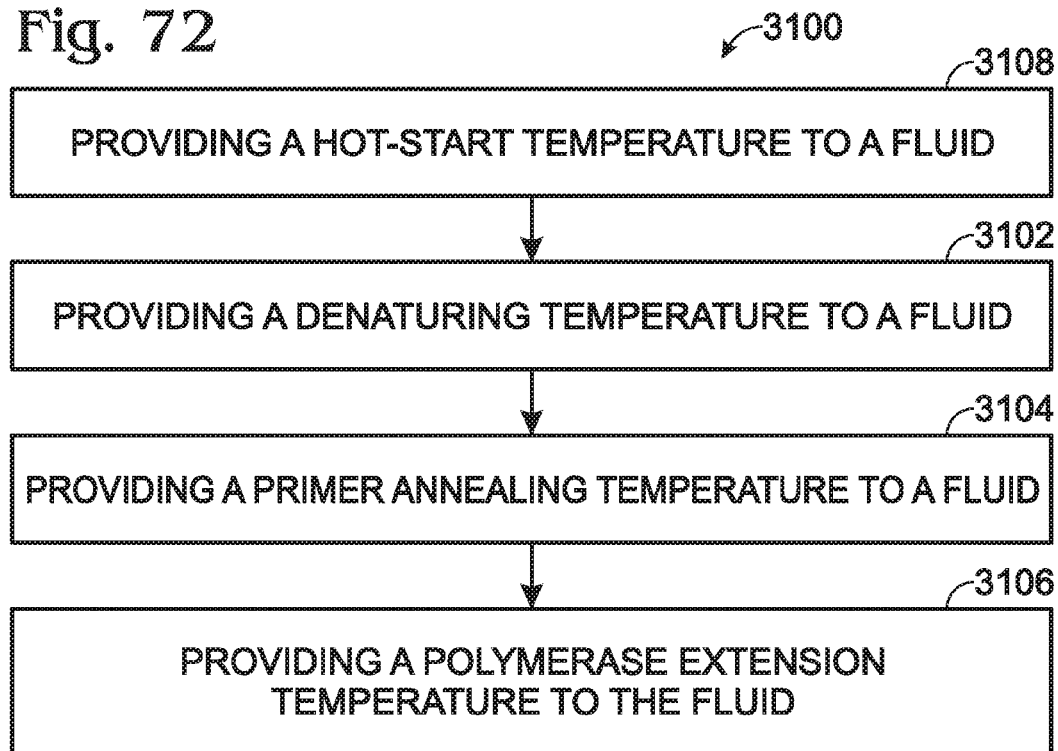 Fig. 72
3100
3108
PROVIDING A HOT-START TEMPERATURE TO A FLUID
3102
PROVIDING A DENATURING TEMPERATURE TO A FLUID
3104
PROVIDING A PRIMER ANNEALING TEMPERATURE TO A FLUID
3106
PROVIDING A POLYMERASE EXTENSION
TEMPERATURE TO THE FLUID